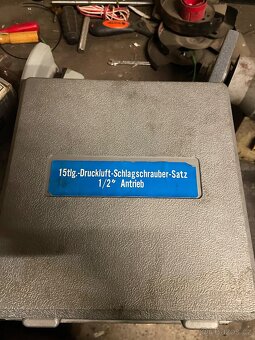 15tlg.-Druckluft-Schlagschrauber-Satz
1/2" Antrieb